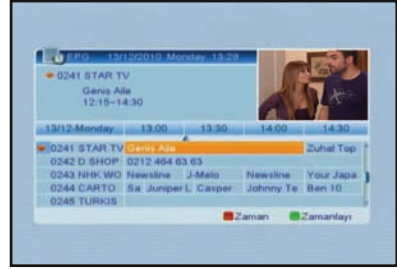 EPG 13/12/2010 Monday 13:29
0241 STAR TV
Genis Aile
12:15-14:30
13/12-Monday 13:00 13:30 14:00 14:30
0241 STAR TV Genis Aile Zuhal Top
0242 D SHOP 0212 464 63 63
0243 NHK WO Newsline J-Melo Newsline Your Japa
0244 CARTO Sa Juniper L Casper Johnny Te Ben 10
0245 TURKIS
Zaman Zamanlayı